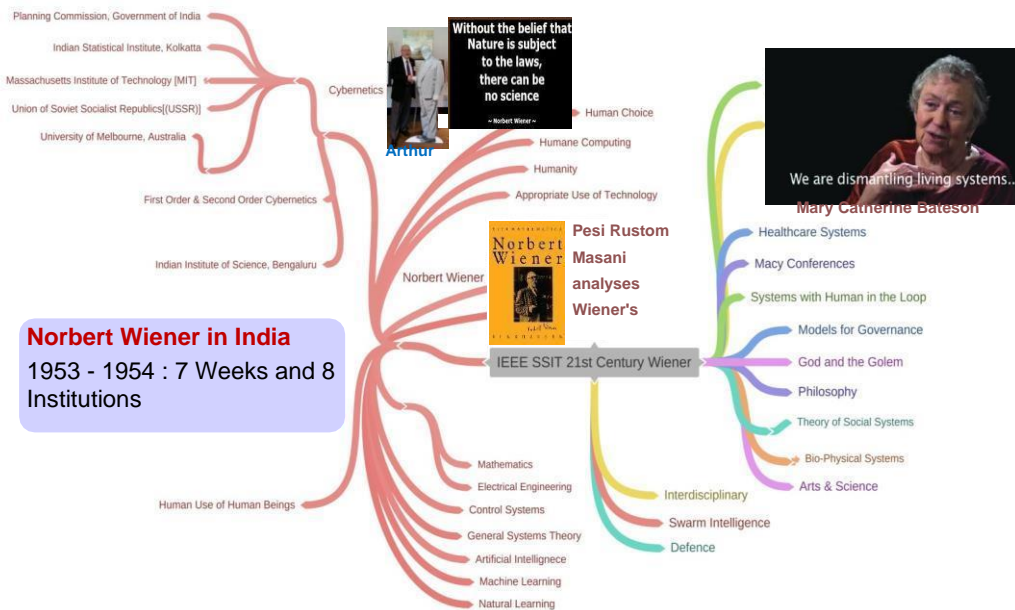 Planning Commission, Government of India
Indian Statistical Institute, Kolkatta
Massachusetts Institute of Technology [MIT]
Union of Soviet Socialist Republics[(USSR)]
University of Melbourne, Australia
Cybernetics
First Order & Second Order Cybernetics
Indian Institute of Science, Bengaluru
Arthur
Without the belief that
Nature is subject
to the laws,
there can be
no science
~ Norbert Wiener ~
Human Choice
Humane Computing
Humanity
Appropriate Use of Technology
Norbert Wiener
Norbert
Wiener
Pesi Rustom
Masani
analyses
Wiener's
We are dismantling living systems...
Mary Catherine Bateson
Healthcare Systems
Macy Conferences
Systems with Human in the Loop
Models for Governance
God and the Golem
Philosophy
Theory of Social Systems
Bio-Physical Systems
Arts & Science
IEEE SSIT 21st Century Wiener
Norbert Wiener in India
1953 - 1954 : 7 Weeks and 8
Institutions
Human Use of Human Beings
Mathematics
Electrical Engineering
Control Systems
General Systems Theory
Artificial Intellignece
Machine Learning
Natural Learning
Interdisciplinary
Swarm Intelligence
Defence